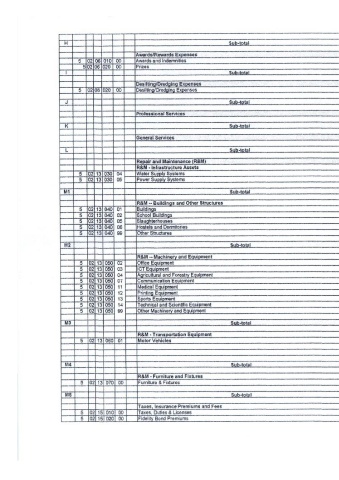 H Sub-total
Awards/Rewards Expenses
5 02 06 010 00 Awards and Indemnities
5 02 06 020 00 Prizes
I Sub-total
Desilting/Dredging Expenses
5 02 08 020 00 Desilting/Dredging Expenses
J Sub-total
Professional Services
K Sub-total
General Services
L Sub-total
Repair and Maintenance (R&M)
R&M - Infrastructure Assets
5 02 13 030 04 Water Supply Systems
5 02 13 030 05 Power Supply Systems
M1 Sub-total
R&M -- Buildings and Other Structures
5 02 13 040 01 Buildings
5 02 13 040 02 School Buildings
5 02 13 040 05 Slaughterhouses
5 02 13 040 06 Hostels and Dormitories
5 02 13 040 99 Other Structures
M2 Sub-total
R&M --Machinery and Equipment
5 02 13 050 02 Office Equipment
5 02 13 050 03 ICT Equipment
5 02 13 050 04 Agricultural and Forestry Equipment
5 02 13 050 07 Communication Equipment
5 02 13 050 11 Medical Equipment
5 02 13 050 12 Printing Equipment
5 02 13 050 13 Sports Equipment
5 02 13 050 14 Technical and Scientific Equipment
5 02 13 050 99 Other Machinery and Equipment
M3 Sub-total
R&M - Transportation Equipment
5 02 13 060 01 Motor Vehicles
M4 Sub-total
R&M - Furniture and Fixtures
5 02 13 070 00 Furniture & Fixtures
M5 Sub-total
Taxes, Insurance Premiums and Fees
5 02 15 010 00 Taxes, Duties & Licenses
5 02 15 020 00 Fidelity Bond Premiums